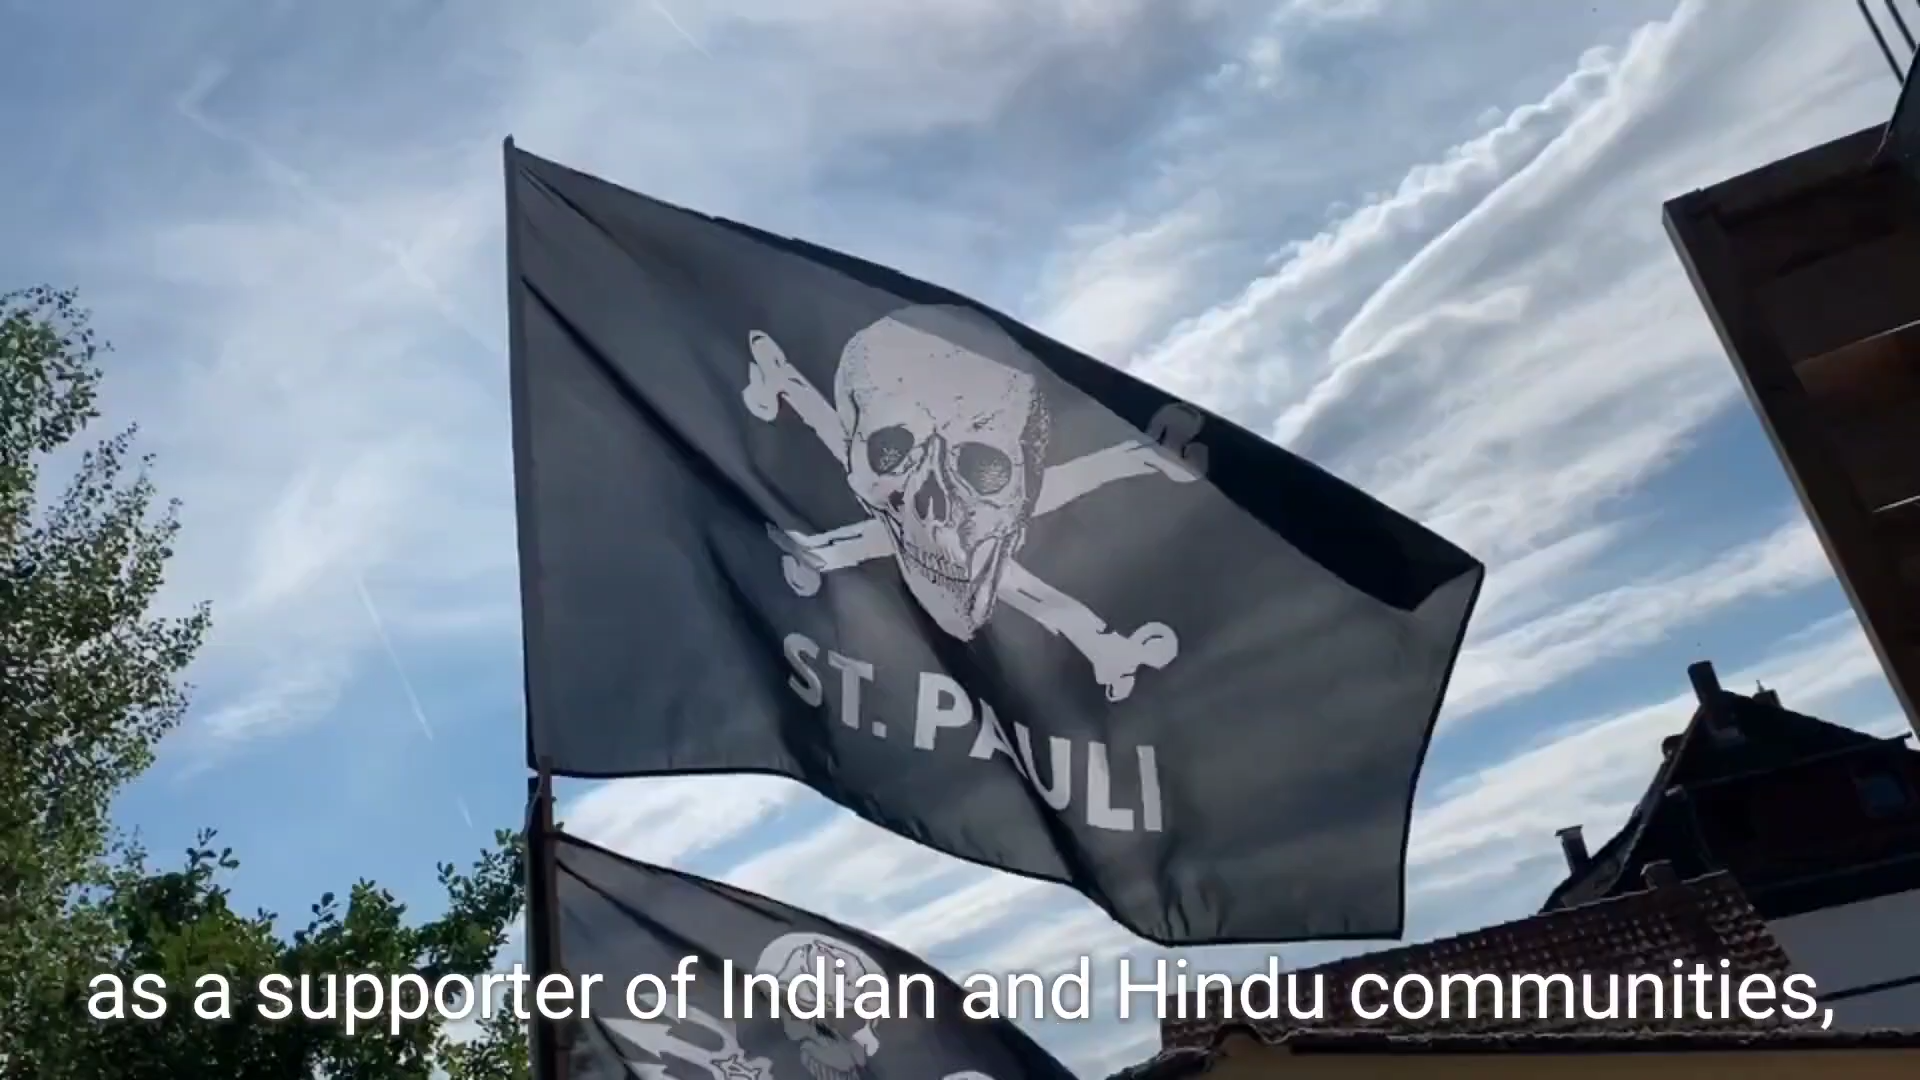 ST. PAULI
as a supporter of Indian and Hindu communities,